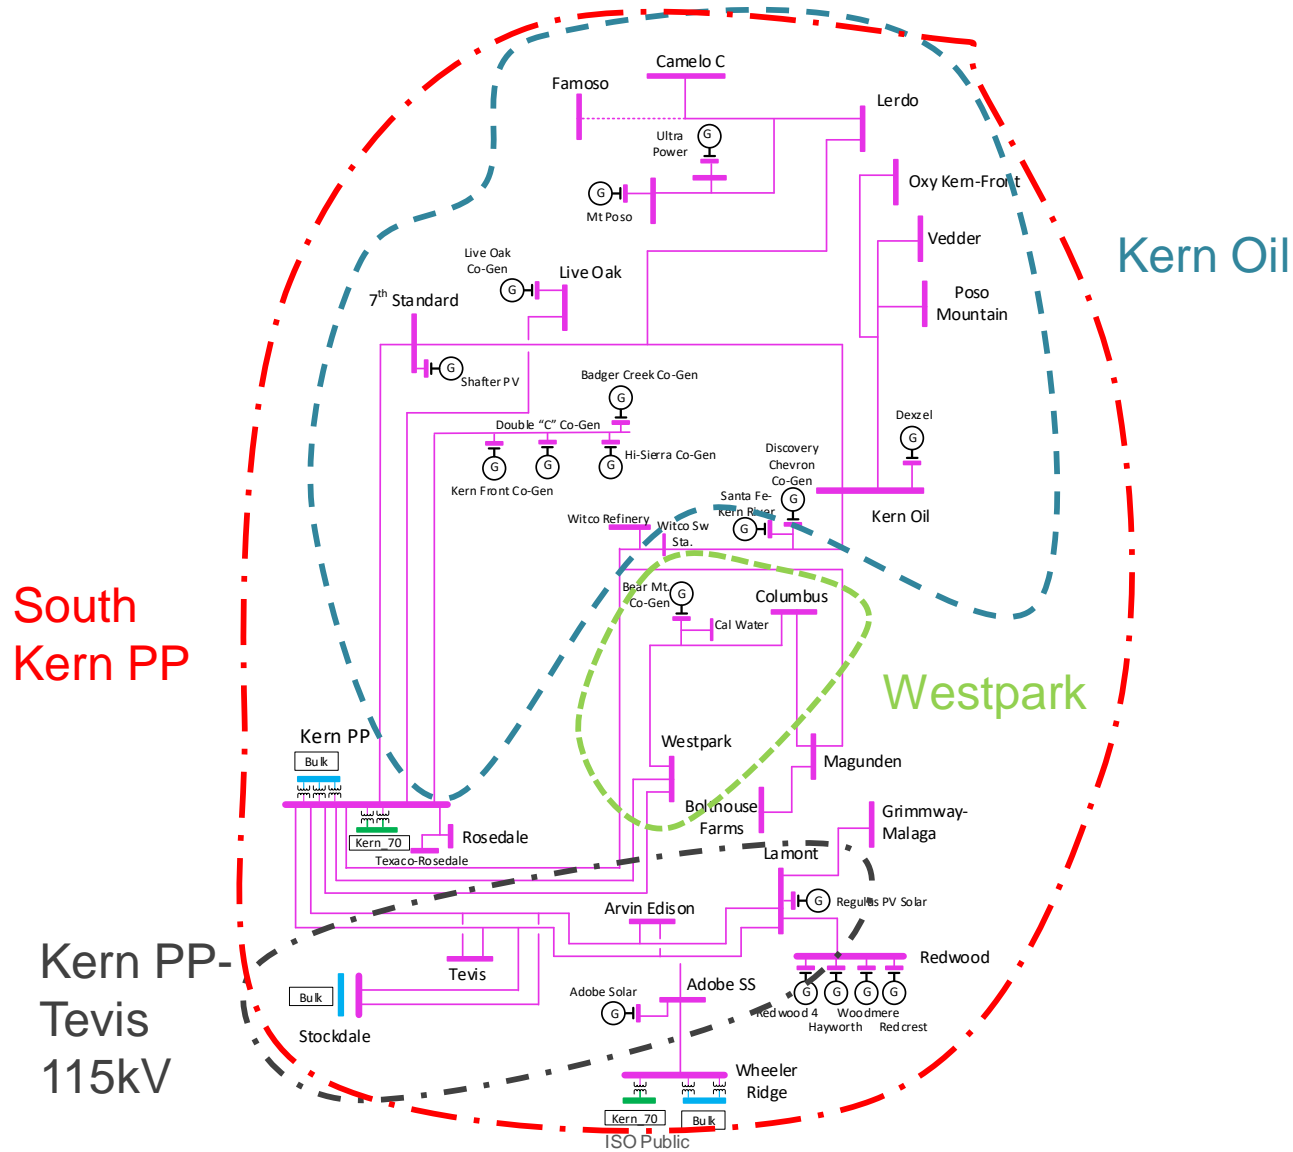 Camelo C
Famoso
Lerdo
Ultra
Power
G
Oxy Kern-Front
G
Mt Poso
Vedder
Kern Oil
Live Oak
Co-Gen
Live Oak
G
7th Standard
Poso
Mountain
G
Shafter PV
Badger Creek Co-Gen
G
Double "C" Co-Gen
Dexzel
G
Hi-Sierra Co-Gen
G
G
G
Kern Front Co-Gen
Discovery
Chevron
Co-Gen
G
Santa Fe-
Kern River
G
Kern Oil
Witco Refinery
Witco Sw
Sta.
South
Kern PP
Bear Mt.
Co-Gen
G
Columbus
Cal Water
Westpark
Kern PP
Bulk
Westpark
Magunden
Bolthouse
Farms
Grimmway-
Malaga
Rosedale
Kern_70
Texaco-Rosedale
Lamont
G
Regulus PV Solar
Arvin Edison
Kern PP-
Tevis
115kV
Tevis
Redwood
G
G
G
G
Redwood 4
Woodmere
Hayworth
Redcrest
Bulk
Stockdale
Adobe Solar
G
Adobe SS
Wheeler
Ridge
Kern_70
Bulk
ISO Public